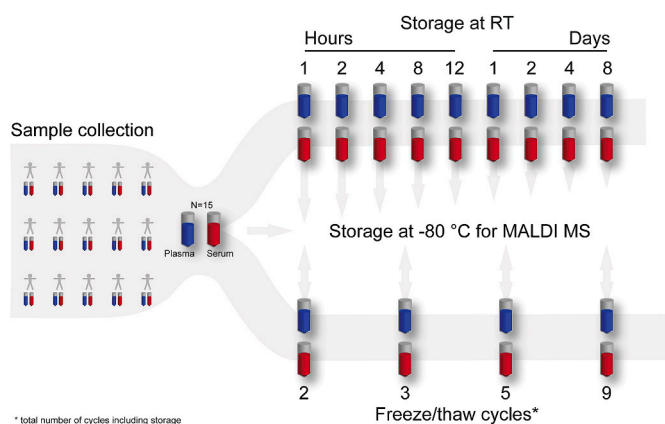 Storage at RT
Hours Days
1 2 4 8 12 1 2 4 8
Sample collection
N=15
Plasma Serum
Storage at -80 °C for MALDI MS
2 3 5 9
Freeze/thaw cycles*
* total number of cycles including storage